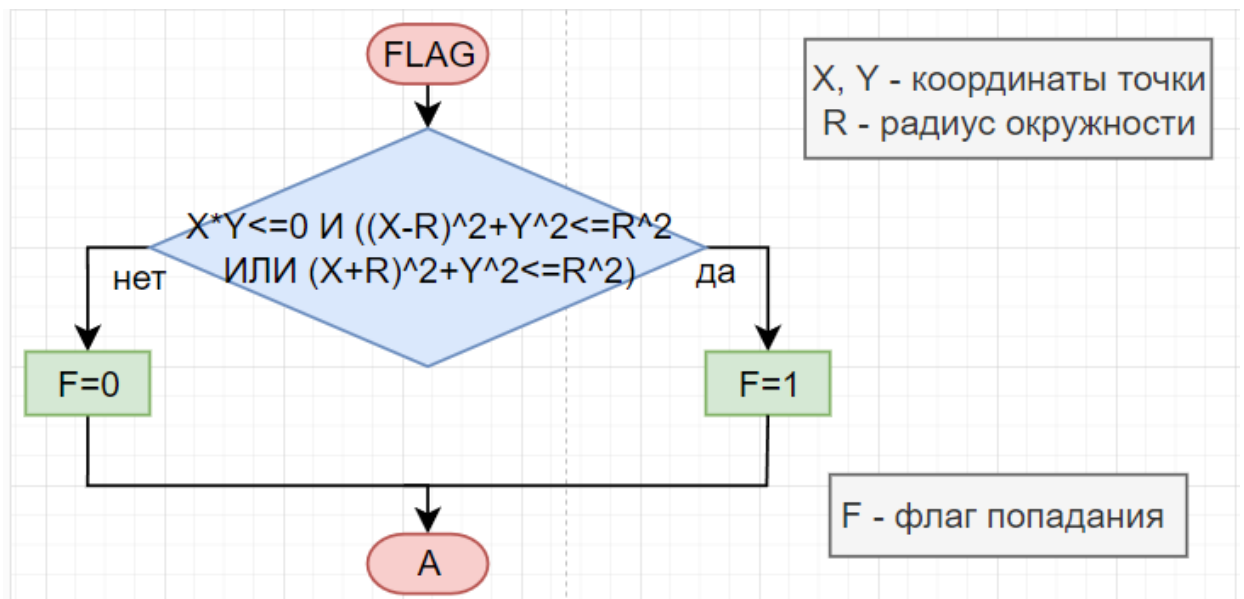 FLAG
X, Y - координаты точки
R - радиус окружности
X*Y<=0 И ((X-R)^2+Y^2<=R^2
ИЛИ (X+R)^2+Y^2<=R^2)
нет
да
F=0
F=1
F - флаг попадания
A